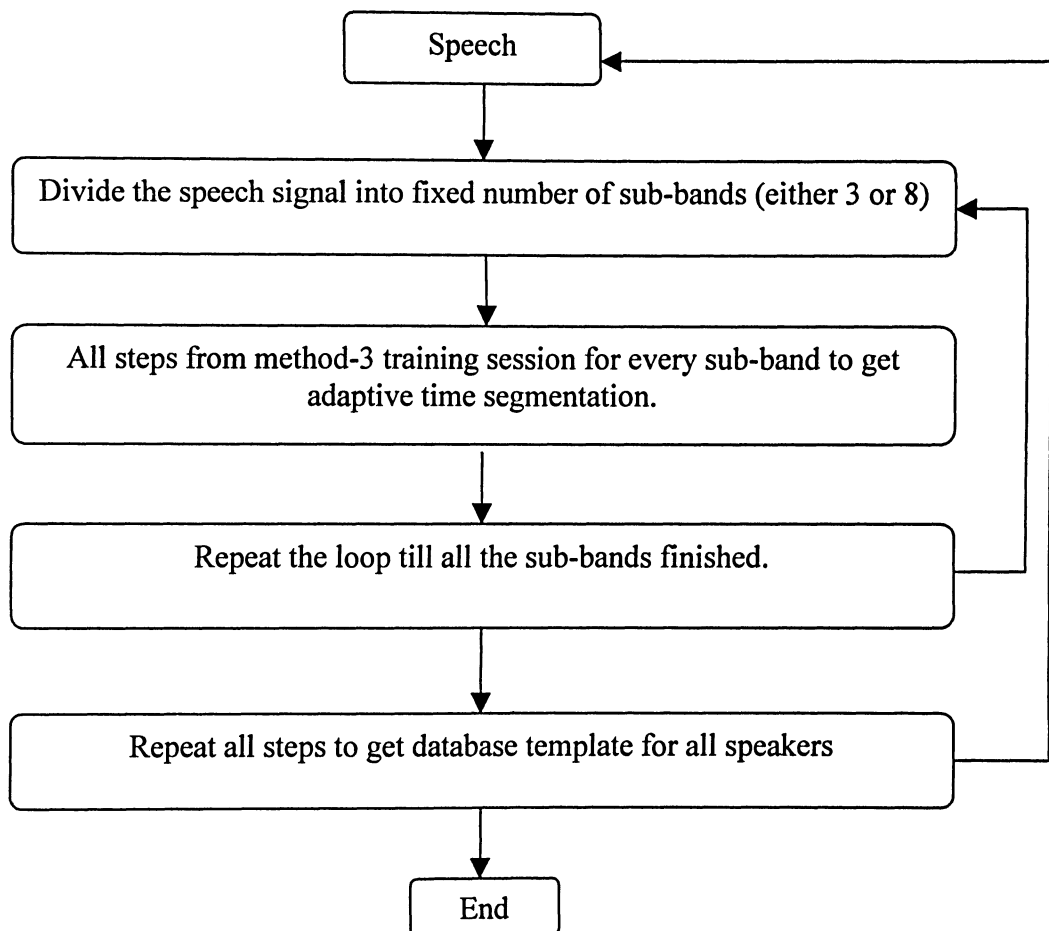 Speech
Divide the speech signal into fixed number of sub-bands (either 3 or 8)
All steps from method-3 training session for every sub-band to get
adaptive time segmentation.
Repeat the loop till all the sub-bands finished.
Repeat all steps to get database template for all speakers
End